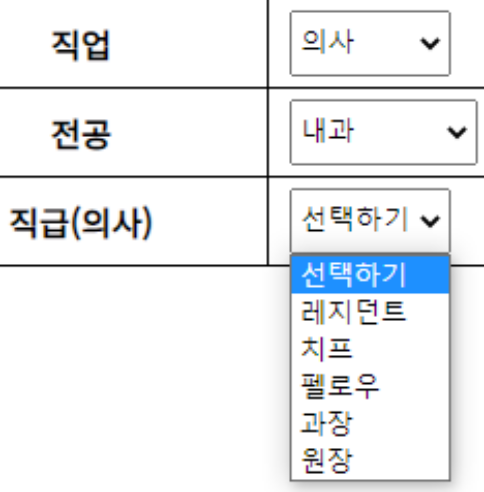 직업 의사
전공 내과
직급(의사) 선택하기
선택하기
레지던트
치프
펠로우
과장
원장